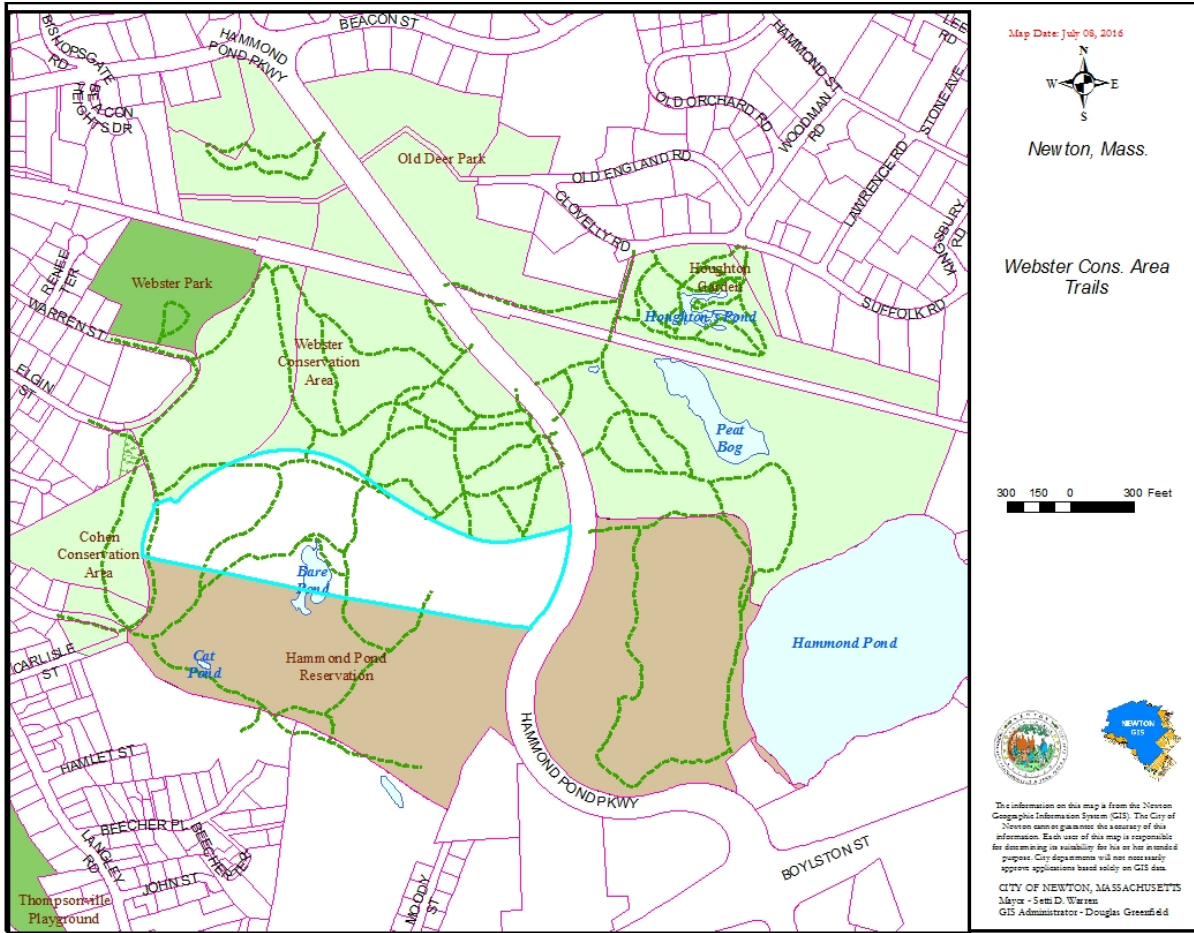 BEACON ST
HAMMOND
POND PKWY
BISHOPSGATE
RD
BEACON
HEIGHTS DR
HAMMOND ST
LEE
RD
STONE AVE
OLD ORCHARD RD
WOODMAN
RD
Old Deer Park
OLD ENGLAND RD
LAWRENCE RD
CLOVELLY RD
KINGSBURY
RD
RENEE
TER
Webster Park
Houghton
Garden
SUFFOLK RD
WARREN ST
Houghton's Pond
Webster
Conservation
Area
ELGIN
ST
Peat
Bog
Cohen
Conservation
Area
Bare
Pond
CARLISLE
ST
Cat
Pond
Hammond Pond
Reservation
Hammond Pond
HAMMOND POND PKWY
HAMLET ST
BEECHER PL
BEECHER
TER
LANGLEY
RD
JOHN ST
MOODY
ST
BOYLSTON ST
Thompsonville
Playground
Map Date: July 08, 2016
N
W E
S
Newton, Mass.
Webster Cons. Area
Trails
300 150 0 300 Feet
NEWTON
GIS
The information on this map is from the Newton
Geographic Information System (GIS). The City of
Newton cannot guarantee the accuracy of this
information. Each user of this map is responsible
for determining its suitability for his or her intended
purpose. City departments will not necessarily
approve applications based solely on GIS data.
CITY OF NEWTON, MASSACHUSETTS
Mayor - Setti D. Warren
GIS Administrator - Douglas Greenfield